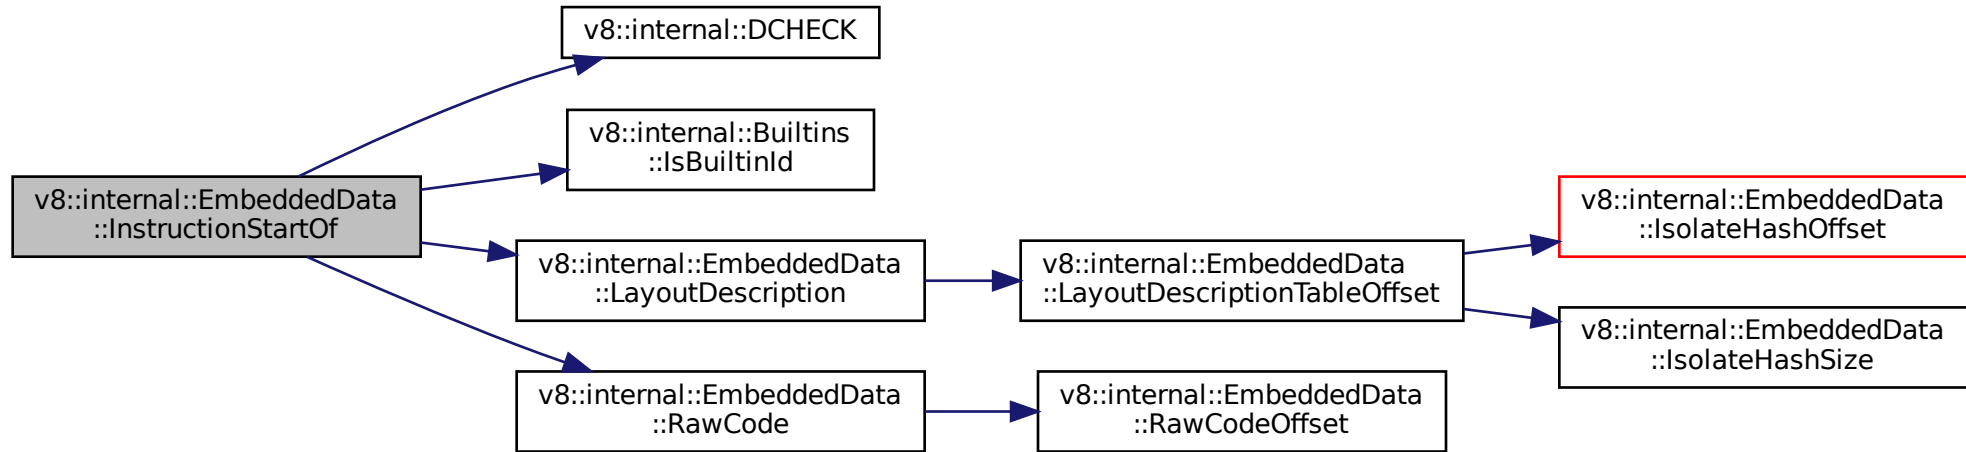 v8::internal::DCHECK
v8::internal::Builtins
::IsBuiltinId
v8::internal::EmbeddedData
::InstructionStartOf
v8::internal::EmbeddedData
::LayoutDescription
v8::internal::EmbeddedData
::LayoutDescriptionTableOffset
v8::internal::EmbeddedData
::IsolateHashOffset
v8::internal::EmbeddedData
::IsolateHashSize
v8::internal::EmbeddedData
::RawCode
v8::internal::EmbeddedData
::RawCodeOffset